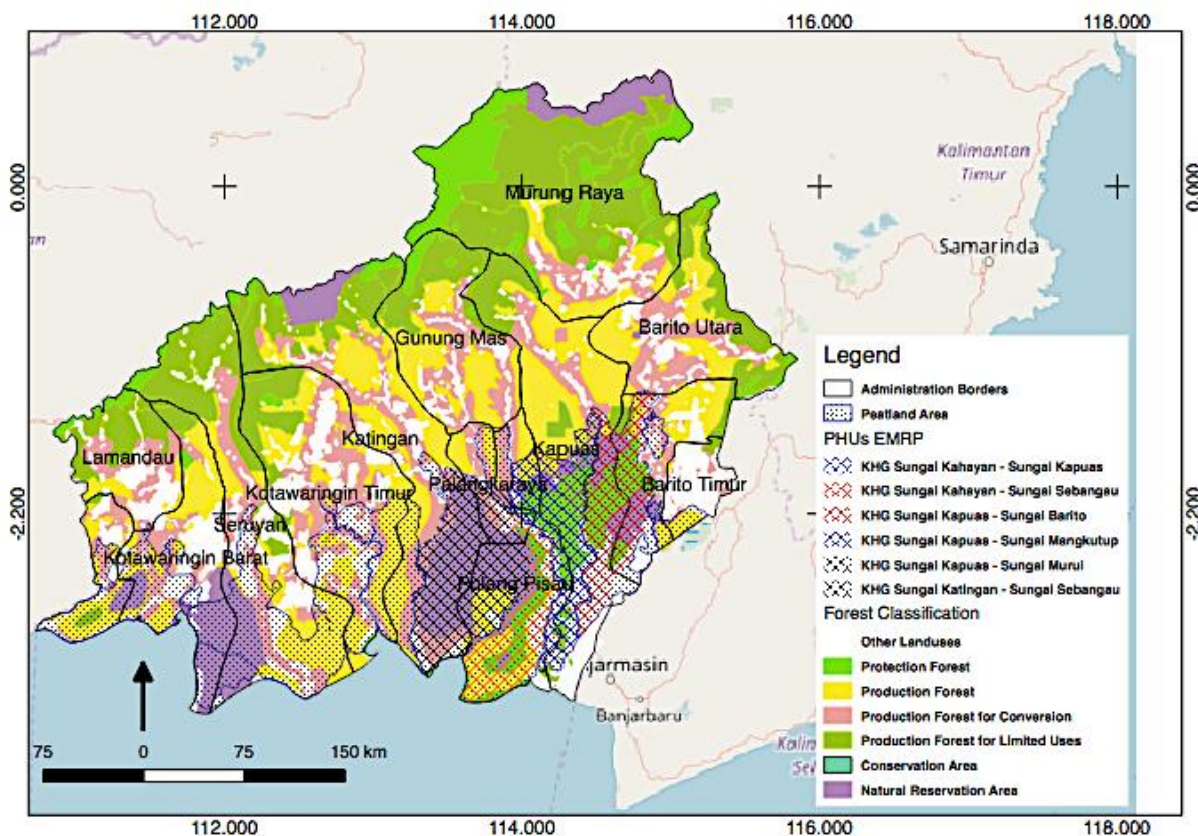 112.000 114.000 116.000 118.000
0.000 0.000
Kalimantan
Timur
Murung Raya
Samarinda
Barito Utara
Gunung Mas
Legend
Administration Borders
Peatland Area
PHUs EMRP
KHG Sungai Kahayan - Sungai Kapuas
KHG Sungai Kahayan - Sungai Sebangau
KHG Sungai Kapuas - Sungai Barito
KHG Sungai Kapuas - Sungai Mangkutup
KHG Sungai Kapuas - Sungai Murui
KHG Sungai Katingan - Sungai Sebangau
Forest Classification
Other Landuses
Protection Forest
Production Forest
Production Forest for Conversion
Production Forest for Limited Uses
Conservation Area
Natural Reservation Area
Katingan
Kapuas
Lamandau
Palangkaraya
Barito Timur
Kotawaringin Timur
-2.200 -2.200
Seruyan
Kotawaringin Barat
Pulang Pisau
jarmasin
Banjarbaru
75 0 75 150 km
112.000 114.000 116.000 118.000